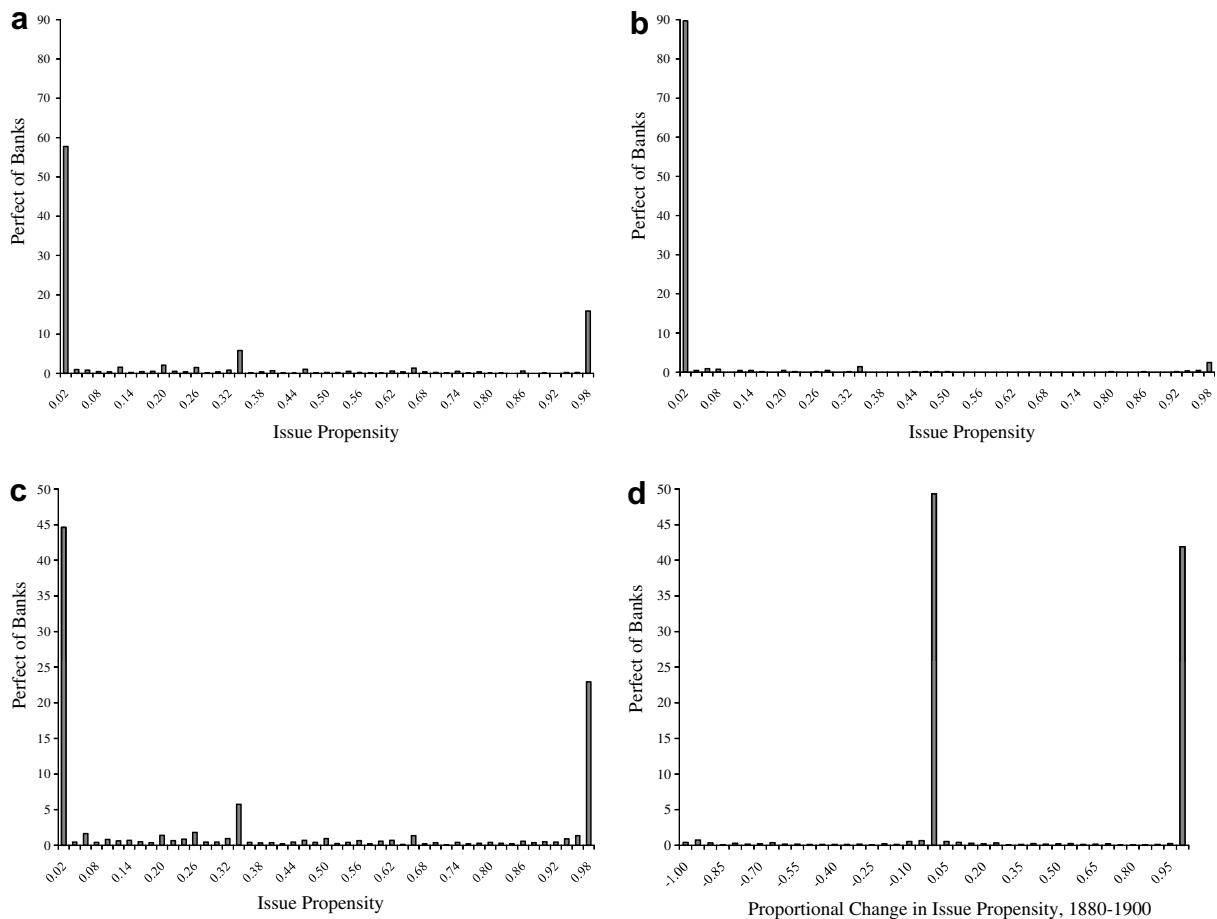 a
90
80
70
60
50
40
30
20
10
0
Perfect of Banks
0.02 0.08 0.14 0.20 0.26 0.32 0.38 0.44 0.50 0.56 0.62 0.68 0.74 0.80 0.86 0.92 0.98
Issue Propensity
b
90
80
70
60
50
40
30
20
10
0
Perfect of Banks
0.02 0.08 0.14 0.20 0.26 0.32 0.38 0.44 0.50 0.56 0.62 0.68 0.74 0.80 0.86 0.92 0.98
Issue Propensity
c
50
45
40
35
30
25
20
15
10
5
0
Perfect of Banks
0.02 0.08 0.14 0.20 0.26 0.32 0.38 0.44 0.50 0.56 0.62 0.68 0.74 0.80 0.86 0.92 0.98
Issue Propensity
d
50
45
40
35
30
25
20
15
10
5
0
Perfect of Banks
-1.00 -0.85 -0.70 -0.55 -0.40 -0.25 -0.10 0.05 0.20 0.35 0.50 0.65 0.80 0.95
Proportional Change in Issue Propensity, 1880-1900